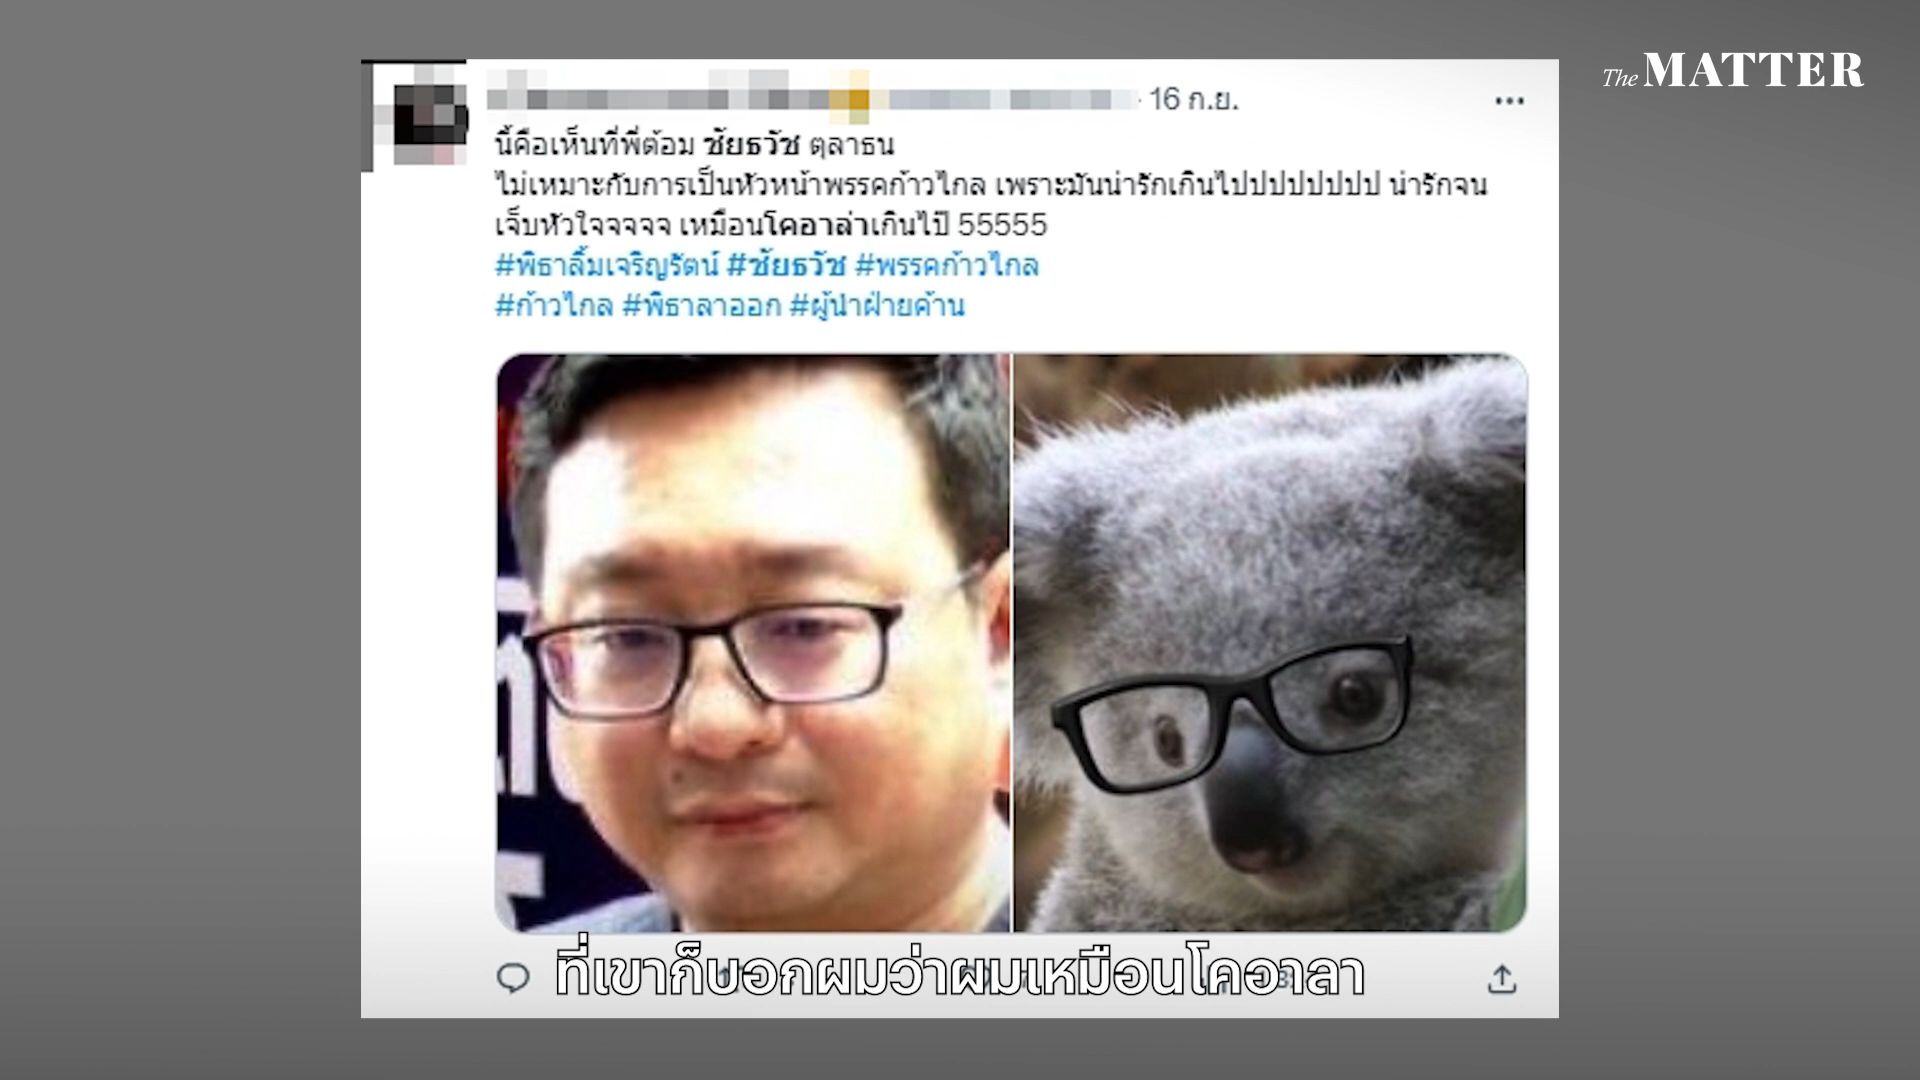 The MATTER
· 16 ก.ย.
นี้คือเห็นที่พี่ต้อม ชัยธวัช ตุลาธน
ไม่เหมาะกับการเป็นหัวหน้าพรรคก้าวไกล เพราะมันน่ารักเกินไปปปปปปปป น่ารักจน
เจ็บหัวใจจจจจ เหมือนโคอาล่าเกินไป๊ 55555
#พิธาลิ้มเจริญรัตน์ #ชัยธวัช #พรรคก้าวไกล
#ก้าวไกล #พิธาลาออก #ผู้นำฝ่ายค้าน
ที่เขาก็บอกผมว่าผมเหมือนโคอาลา